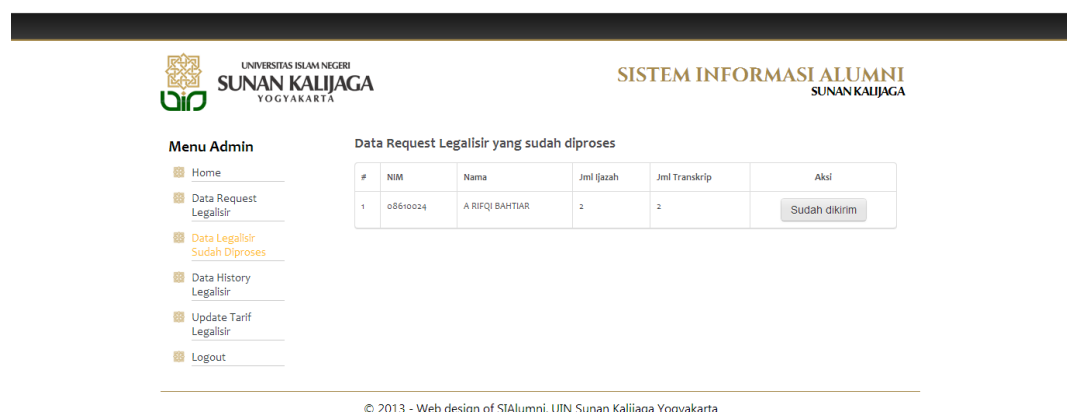 UNIVERSITAS ISLAM NEGERI
SUNAN KALIJAGA
YOGYAKARTA
SISTEM INFORMASI ALUMNI
SUNAN KALIJAGA
Menu Admin
Home
Data Request
Legalisir
Data Legalisir
Sudah Diproses
Data History
Legalisir
Update Tarif
Legalisir
Logout
Data Request Legalisir yang sudah diproses
# NIM Nama Jml Ijazah Jml Transkrip Aksi
1 08610024 A RIFQI BAHTIAR 2 2 Sudah dikirim
© 2013 - Web design of SIAlumni. UIN Sunan Kalijaga Yogyakarta